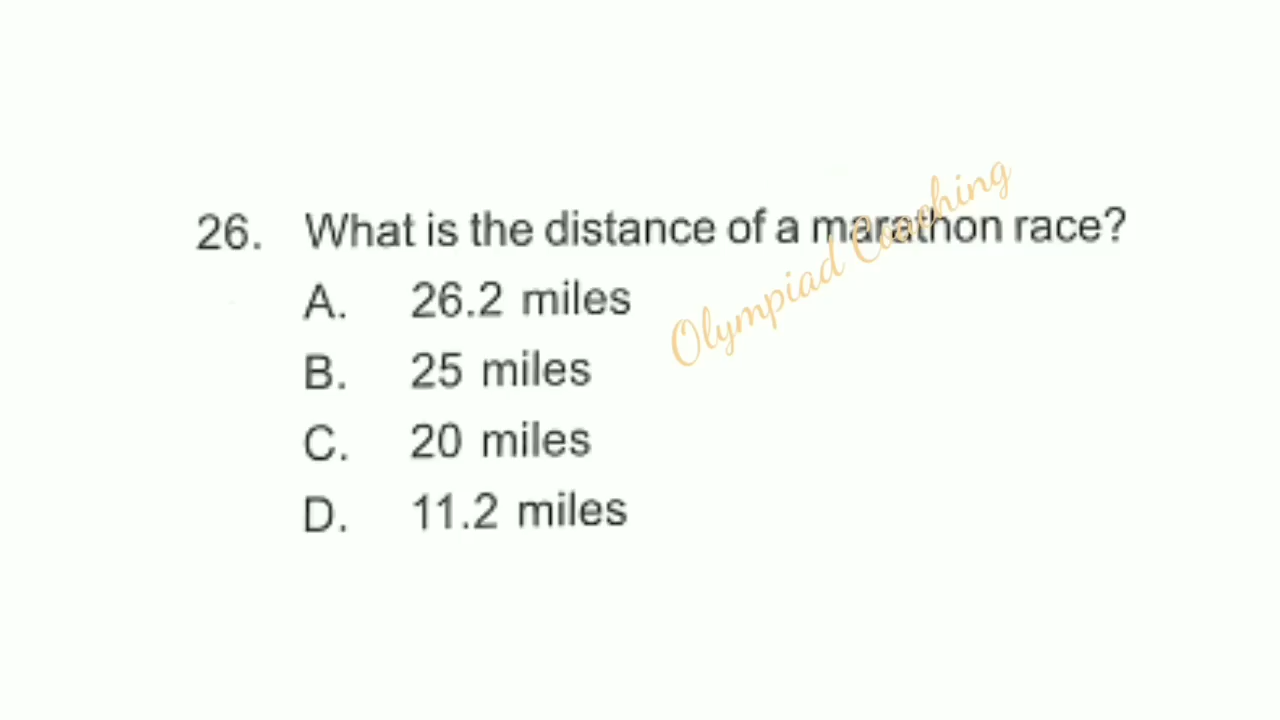 26. What is the distance of a marathon race?
A. 26.2 miles
B. 25 miles
C. 20 miles
D. 11.2 miles
Olympiad Coaching